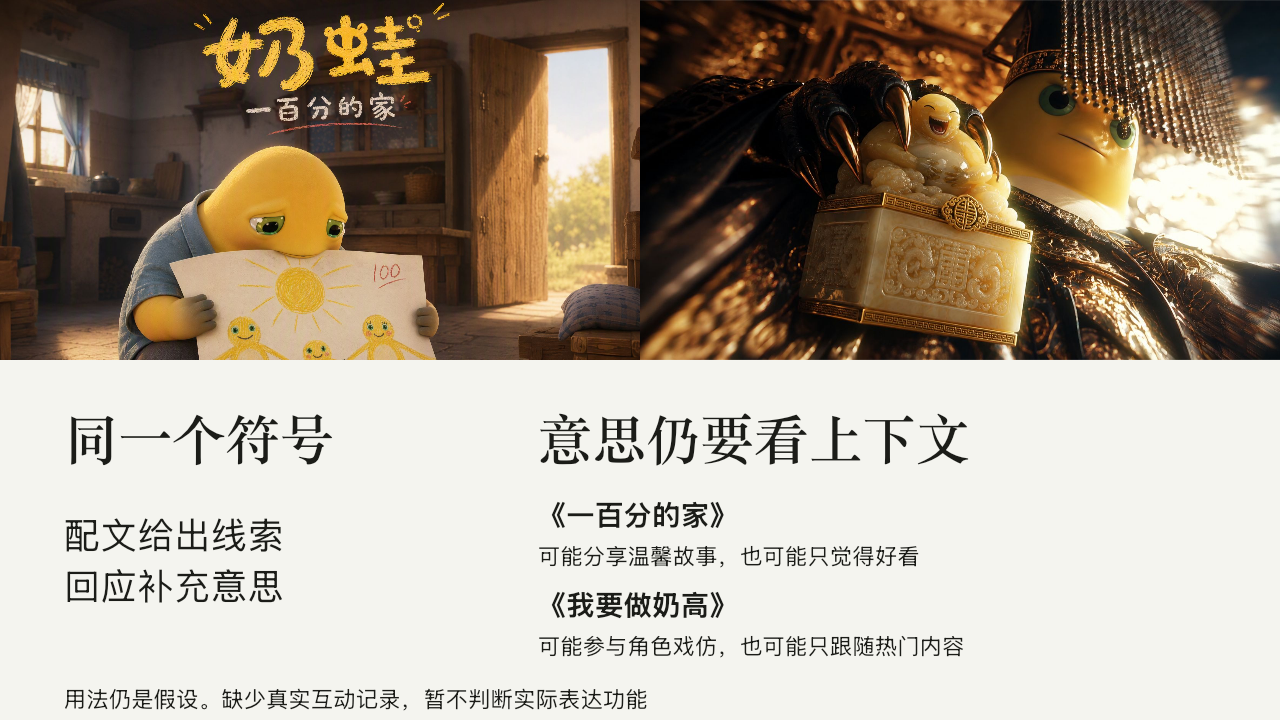 奶蛙
一百分的家
100
同一个符号
配文给出线索
回应补充意思
意思仍要看上下文
《一百分的家》
可能分享温馨故事，也可能只觉得好看
《我要做奶高》
可能参与角色戏仿，也可能只跟随热门内容
用法仍是假设。缺少真实互动记录，暂不判断实际表达功能